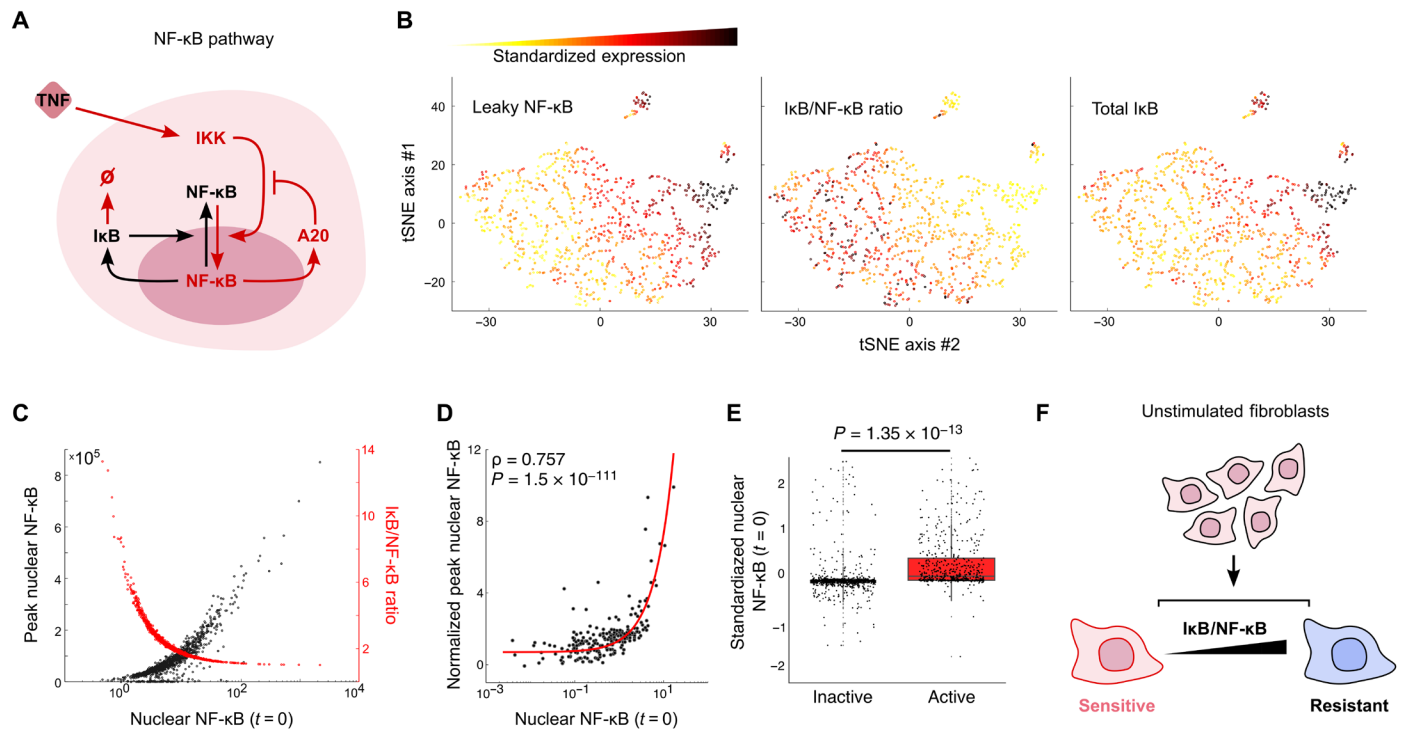 A
NF-κB pathway
TNF
IKK
Ø
NF-κB
IκB
A20
NF-κB
B
Standardized expression
Leaky NF-κB
IκB/NF-κB ratio
Total IκB
tSNE axis #1
40
20
0
−20
−30
0
30
−30
0
30
−30
0
30
tSNE axis #2
C
×10⁵
Peak nuclear NF-κB
8
6
4
2
0
10⁰
10²
10⁴
Nuclear NF-κB (t = 0)
14
10
6
2
IκB/NF-κB ratio
D
ρ = 0.757
P = 1.5 × 10⁻¹¹¹
Normalized peak nuclear NF-κB
12
8
4
0
10⁻³
10⁻¹
10¹
Nuclear NF-κB (t = 0)
E
P = 1.35 × 10⁻¹³
Standardiazed nuclear
NF-κB (t = 0)
2
1
0
−1
−2
Inactive
Active
F
Unstimulated fibroblasts
IκB/NF-κB
Sensitive
Resistant